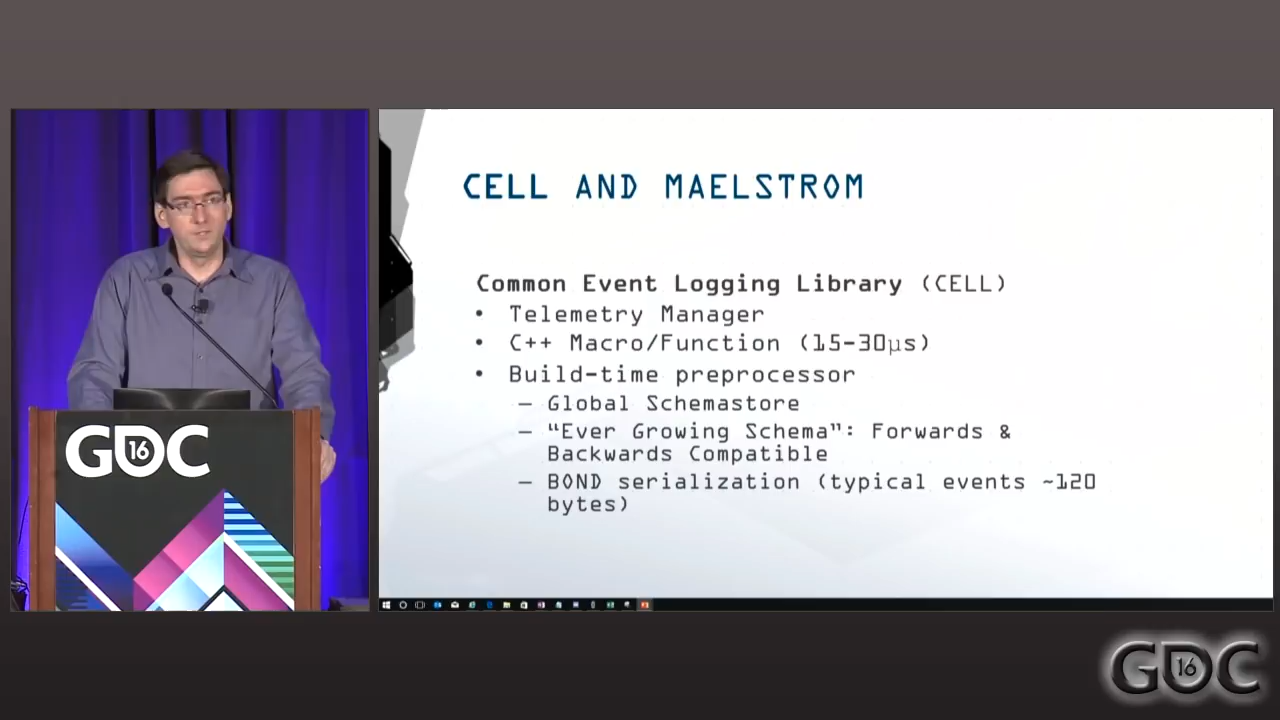 CELL AND MAELSTROM
Common Event Logging Library (CELL)
• Telemetry Manager
• C++ Macro/Function (15-30µs)
• Build-time preprocessor
– Global Schemastore
– “Ever Growing Schema”: Forwards &
Backwards Compatible
– BOND serialization (typical events ~120
bytes)
GDC 16
GDC 16